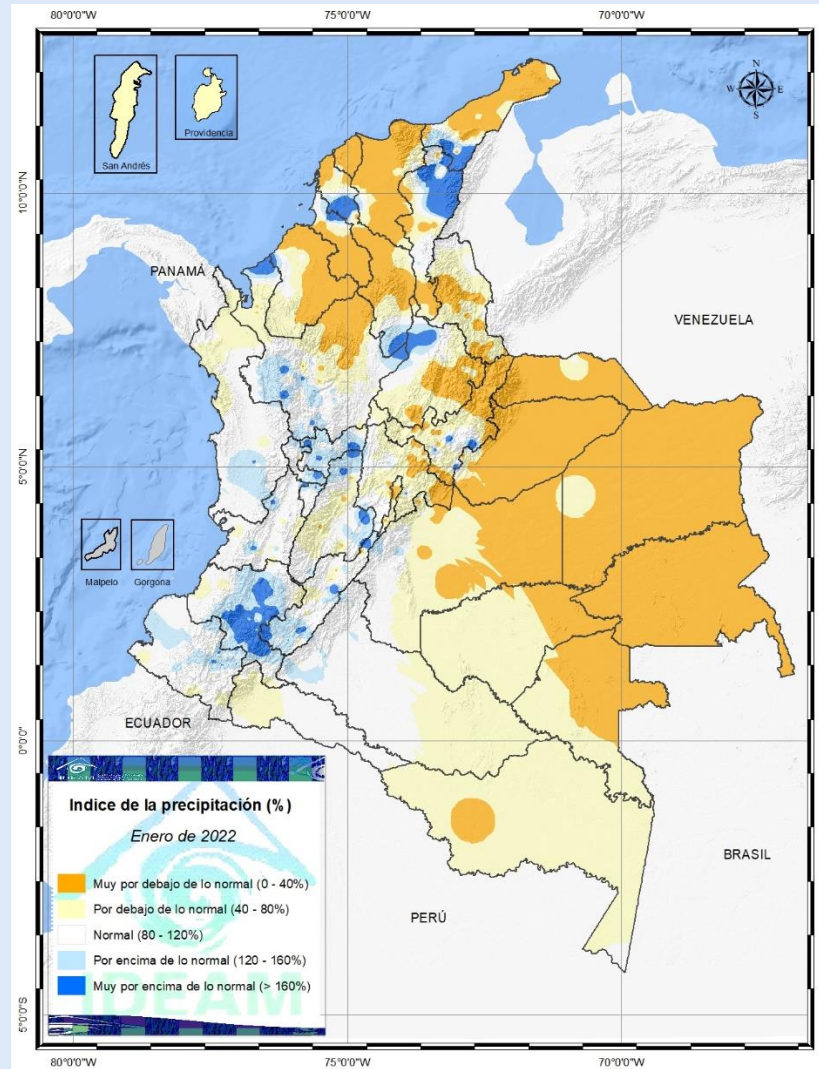 80°0'0"W
75°0'0"W
70°0'0"W
San Andrés
Providencia
N
W
E
S
10°0'0"N
PANAMÁ
VENEZUELA
5°0'0"N
Malpelo
Gorgona
ECUADOR
0°0'0"
Indice de la precipitación (%)
Enero de 2022
Muy por debajo de lo normal (0 - 40%)
Por debajo de lo normal (40 - 80%)
Normal (80 - 120%)
Por encima de lo normal (120 - 160%)
Muy por encima de lo normal (> 160%)
IDEAM
BRASIL
PERÚ
5°0'0"S
80°0'0"W
75°0'0"W
70°0'0"W